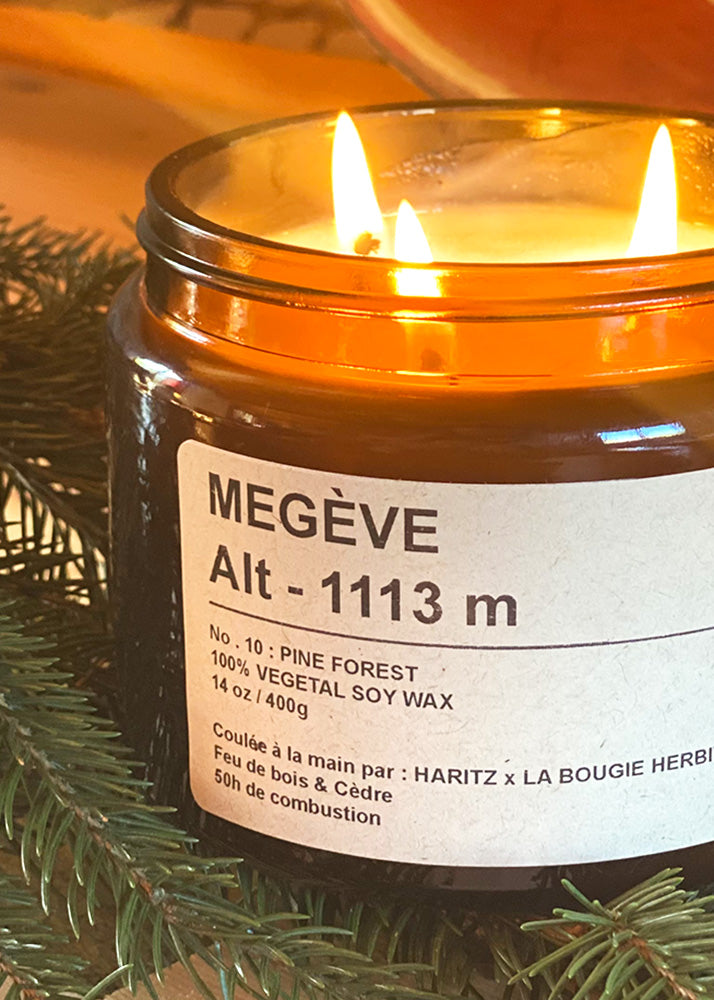 MEGÈVE
Alt - 1113 m
No . 10 : PINE FOREST
100% VEGETAL SOY WAX
14 oz / 400g
Coulée à la main par : HARITZ x LA BOUGIE HERBI
Feu de bois & Cèdre
50h de combustion